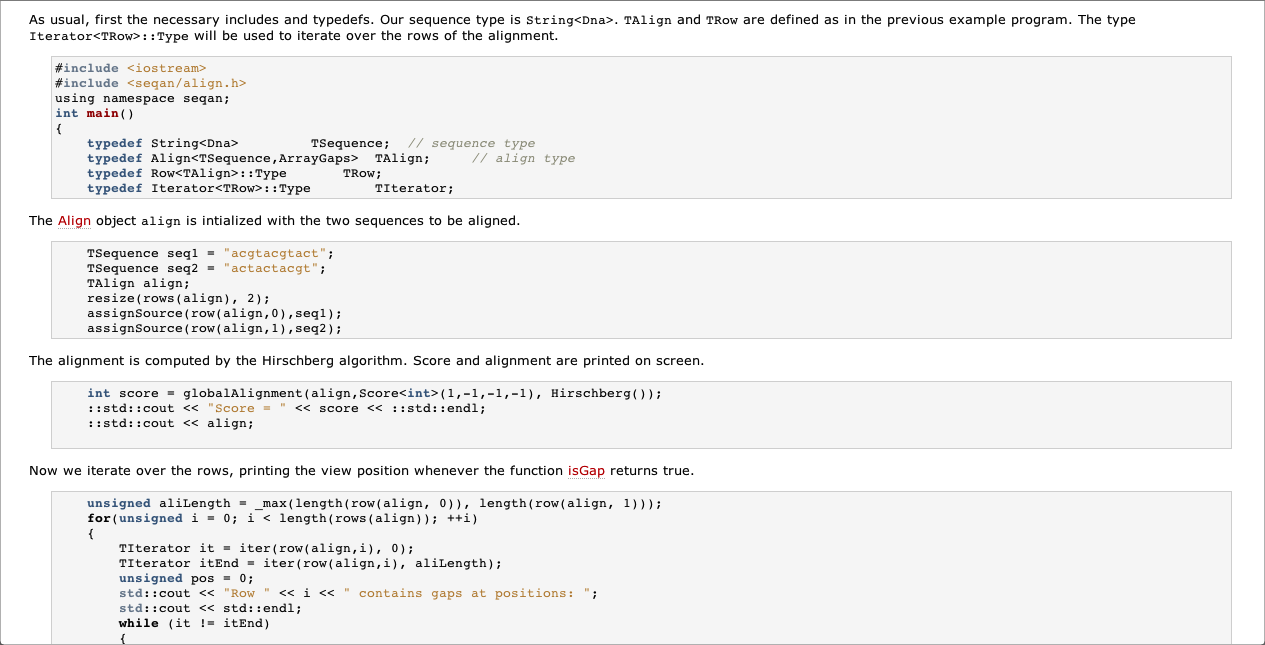 As usual, first the necessary includes and typedefs. Our sequence type is String<Dna>. TAlign and TRow are defined as in the previous example program. The type
Iterator<TRow>::Type will be used to iterate over the rows of the alignment.
#include <iostream>
#include <seqan/align.h>
using namespace seqan;
int main()
{
    typedef String<Dna>         TSequence;  // sequence type
    typedef Align<TSequence,ArrayGaps>  TAlign;     // align type
    typedef Row<TAlign>::Type       TRow;
    typedef Iterator<TRow>::Type        TIterator;
The Align object align is intialized with the two sequences to be aligned.
    TSequence seq1 = "acgtacgtact";
    TSequence seq2 = "actactacgt";
    TAlign align;
    resize(rows(align), 2);
    assignSource(row(align,0),seq1);
    assignSource(row(align,1),seq2);
The alignment is computed by the Hirschberg algorithm. Score and alignment are printed on screen.
    int score = globalAlignment(align,Score<int>(1,-1,-1,-1), Hirschberg());
    ::std::cout << "Score = " << score << ::std::endl;
    ::std::cout << align;
Now we iterate over the rows, printing the view position whenever the function isGap returns true.
    unsigned aliLength = _max(length(row(align, 0)), length(row(align, 1)));
    for(unsigned i = 0; i < length(rows(align)); ++i)
    {
        TIterator it = iter(row(align,i), 0);
        TIterator itEnd = iter(row(align,i), aliLength);
        unsigned pos = 0;
        std::cout << "Row " << i << " contains gaps at positions: ";
        std::cout << std::endl;
        while (it != itEnd)
        {